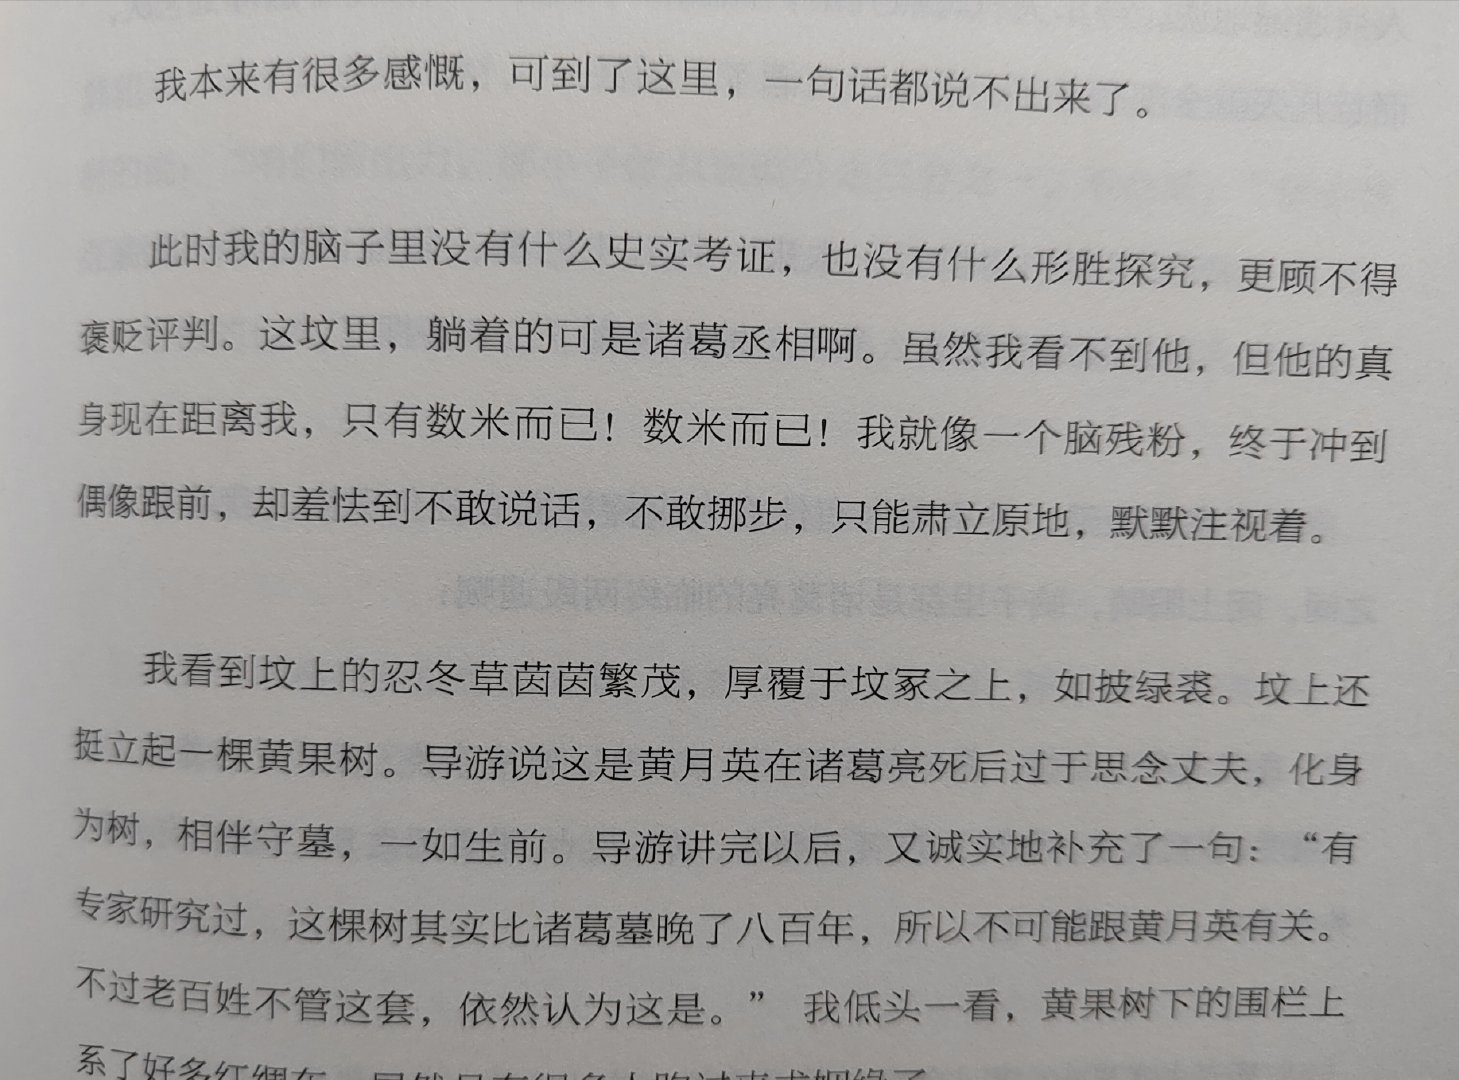 我本来有很多感慨，可到了这里，一句话都说不出来了。
此时我的脑子里没有什么史实考证，也没有什么形胜探究，更顾不得
褒贬评判。这坟里，躺着的可是诸葛丞相啊。虽然我看不到他，但他的真
身现在距离我，只有数米而已！数米而已！我就像一个脑残粉，终于冲到
偶像跟前，却羞怯到不敢说话，不敢挪步，只能肃立原地，默默注视着。
我看到坟上的忍冬草茵茵繁茂，厚覆于坟冢之上，如披绿裘。坟上还
挺立起一棵黄果树。导游说这是黄月英在诸葛亮死后过于思念丈夫，化身
为树，相伴守墓，一如生前。导游讲完以后，又诚实地补充了一句：“有
专家研究过，这棵树其实比诸葛墓晚了八百年，所以不可能跟黄月英有关。
不过老百姓不管这套，依然认为这是。” 我低头一看，黄果树下的围栏上
系了好多红绸布，